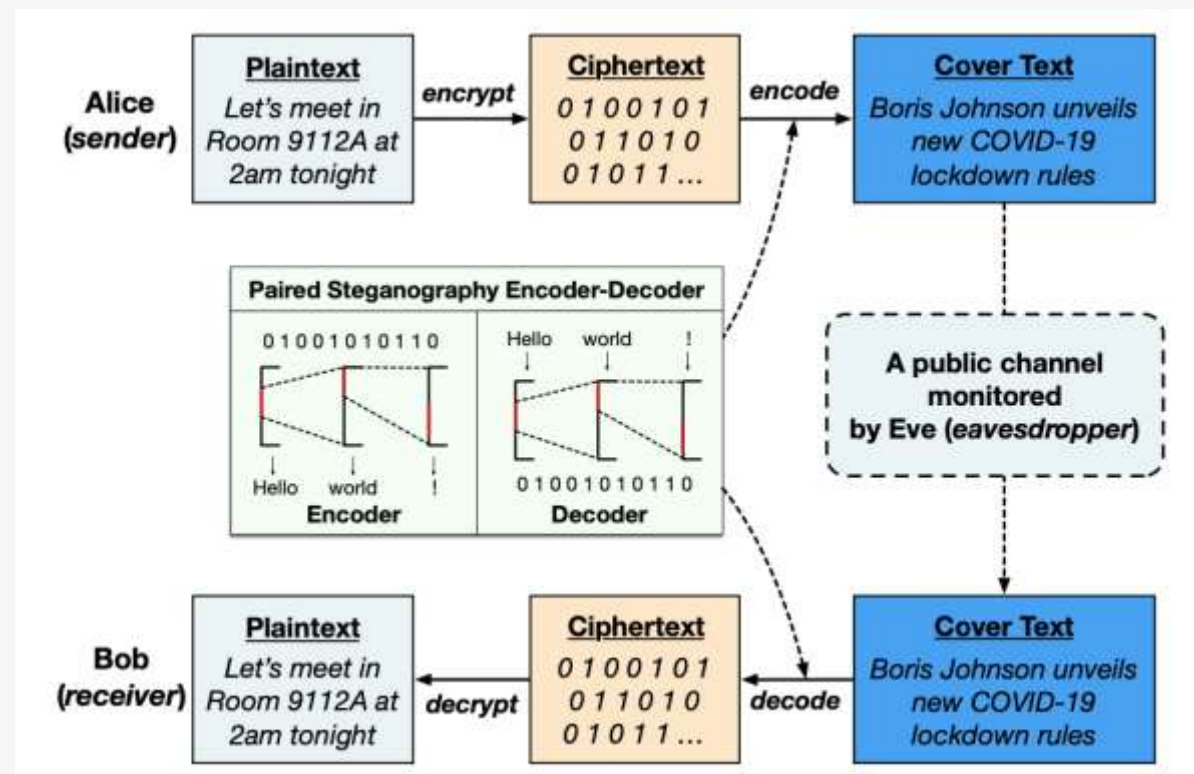 Alice
(sender)
Plaintext
Let's meet in
Room 9112A at
2am tonight
encrypt
Ciphertext
0 1 0 0 1 0 1
0 1 1 0 1 0
0 1 0 1 1 ...
encode
Cover Text
Boris Johnson unveils
new COVID-19
lockdown rules
Paired Steganography Encoder-Decoder
0 1 0 0 1 0 1 0 1 1 0
Hello world !
Encoder
Hello world !
0 1 0 0 1 0 1 0 1 1 0
Decoder
A public channel
monitored
by Eve (eavesdropper)
Bob
(receiver)
Plaintext
Let's meet in
Room 9112A at
2am tonight
decrypt
Ciphertext
0 1 0 0 1 0 1
0 1 1 0 1 0
0 1 0 1 1 ...
decode
Cover Text
Boris Johnson unveils
new COVID-19
lockdown rules